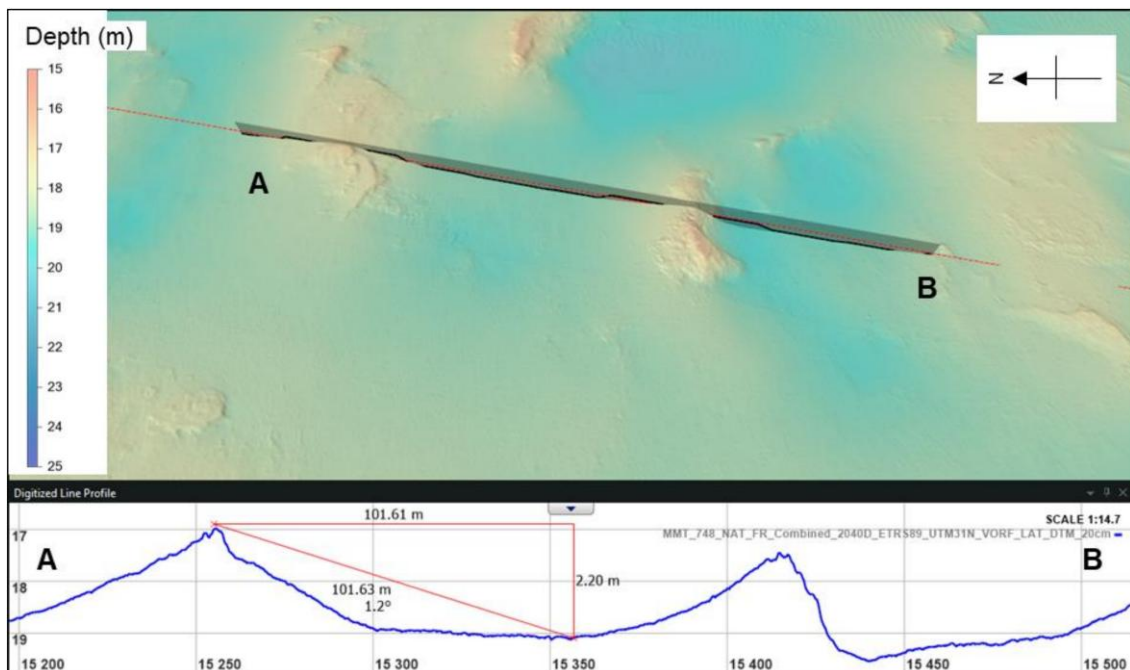 Depth (m)
15
16
17
18
19
20
21
22
23
24
25
N
A
B
Digitized Line Profile
101.61 m
SCALE 1:14.7
MMT_748_NAT_FR_Combined_2040D_ETRS89_UTM31N_VORF_LAT_DTM_20cm
17
A
B
18
101.63 m
1.2°
2.20 m
19
15 200
15 250
15 300
15 350
15 400
15 450
15 500